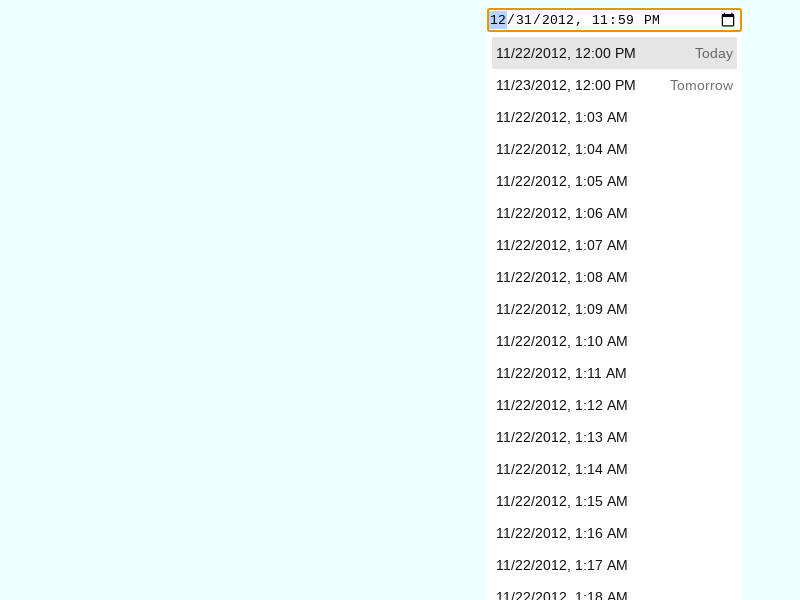 12/31/2012, 11:59 PM
11/22/2012, 12:00 PM Today
11/23/2012, 12:00 PM Tomorrow
11/22/2012, 1:03 AM
11/22/2012, 1:04 AM
11/22/2012, 1:05 AM
11/22/2012, 1:06 AM
11/22/2012, 1:07 AM
11/22/2012, 1:08 AM
11/22/2012, 1:09 AM
11/22/2012, 1:10 AM
11/22/2012, 1:11 AM
11/22/2012, 1:12 AM
11/22/2012, 1:13 AM
11/22/2012, 1:14 AM
11/22/2012, 1:15 AM
11/22/2012, 1:16 AM
11/22/2012, 1:17 AM
11/22/2012, 1:18 AM